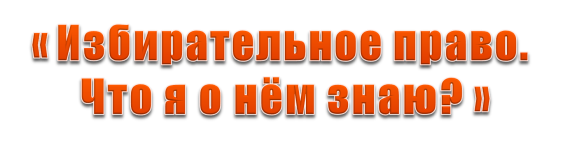 « Избирательное право.
Что я о нём знаю? »